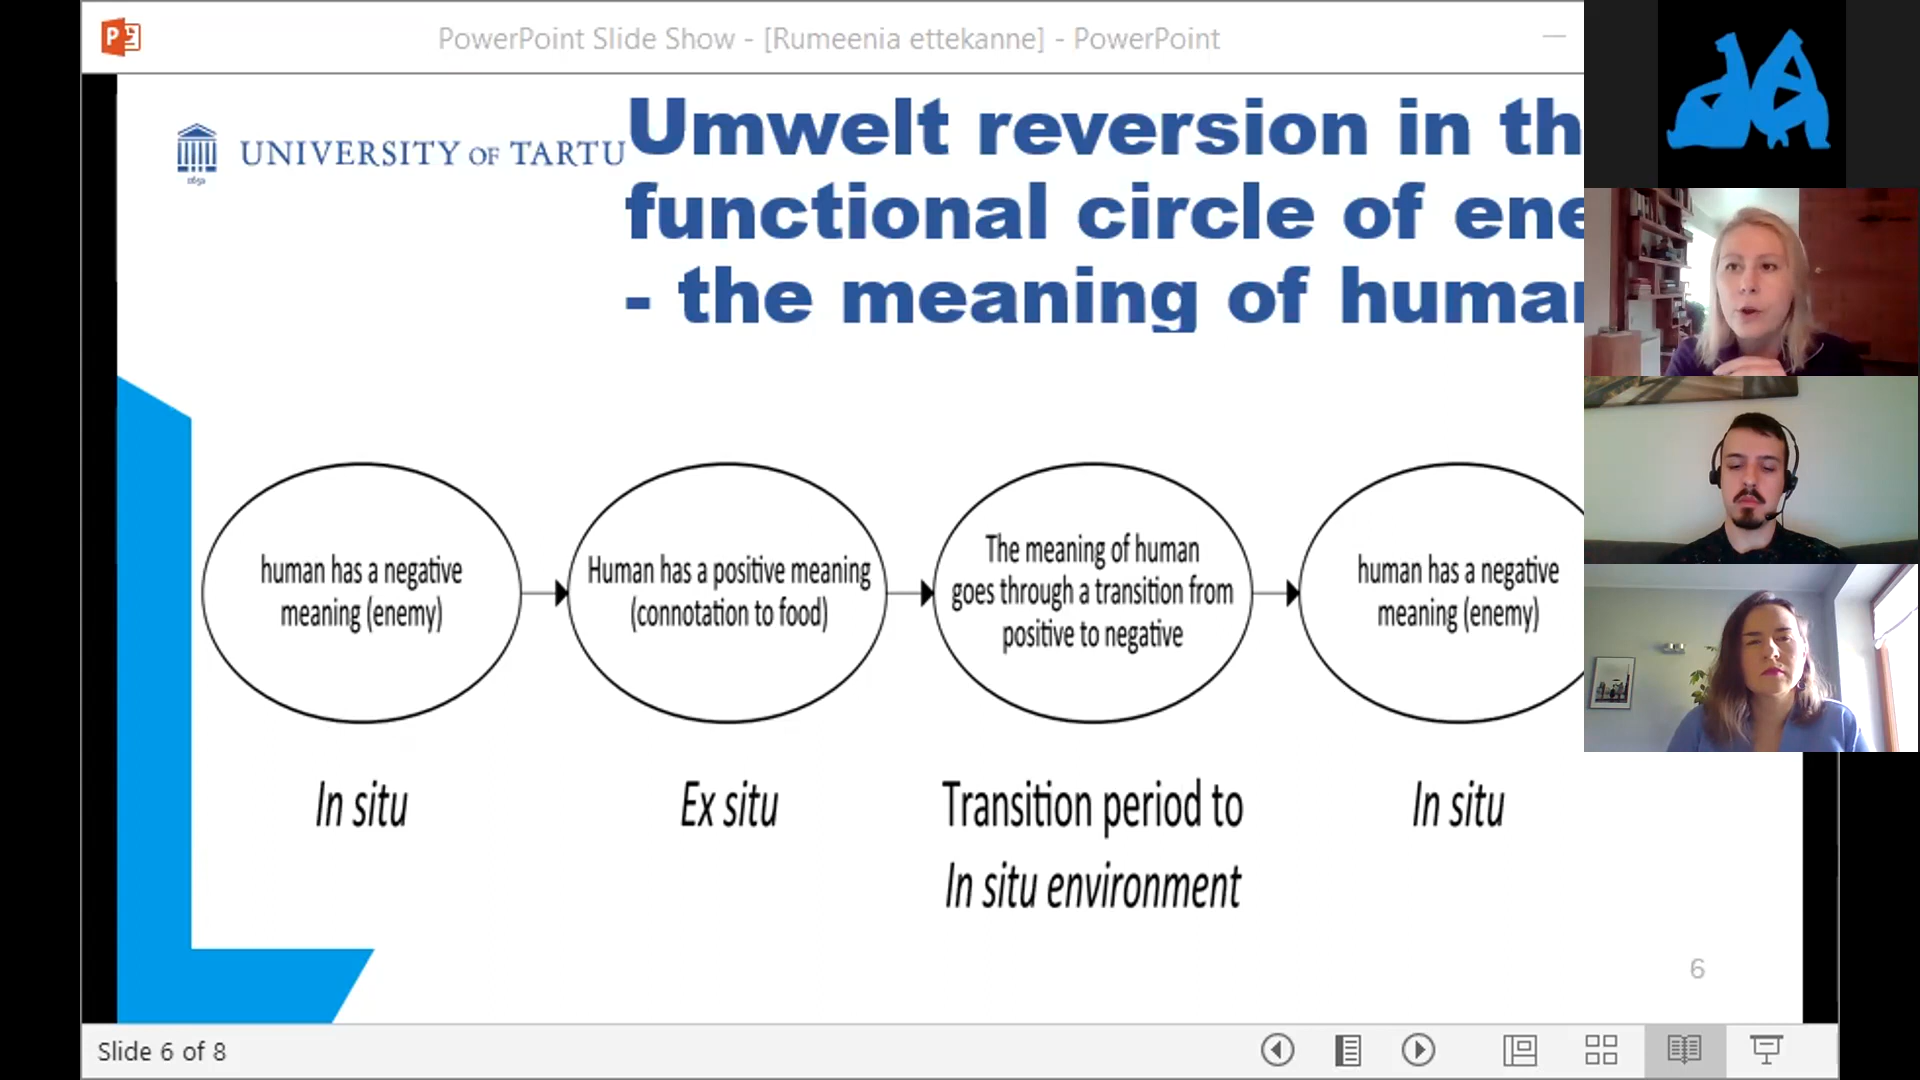 PowerPoint Slide Show - [Rumeenia ettekanne] - PowerPoint
UNIVERSITY OF TARTU
1632
Umwelt reversion in th
functional circle of ene
- the meaning of human
human has a negative
meaning (enemy)
Human has a positive meaning
(connotation to food)
The meaning of human
goes through a transition from
positive to negative
human has a negative
meaning (enemy)
In situ
Ex situ
Transition period to
In situ environment
In situ
6
Slide 6 of 8